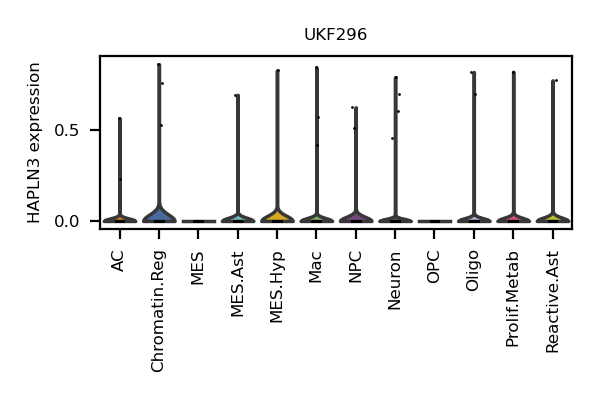 UKF296
HAPLN3 expression
0.5
0.0
AC
Chromatin.Reg
MES
MES.Ast
MES.Hyp
Mac
NPC
Neuron
OPC
Oligo
Prolif.Metab
Reactive.Ast